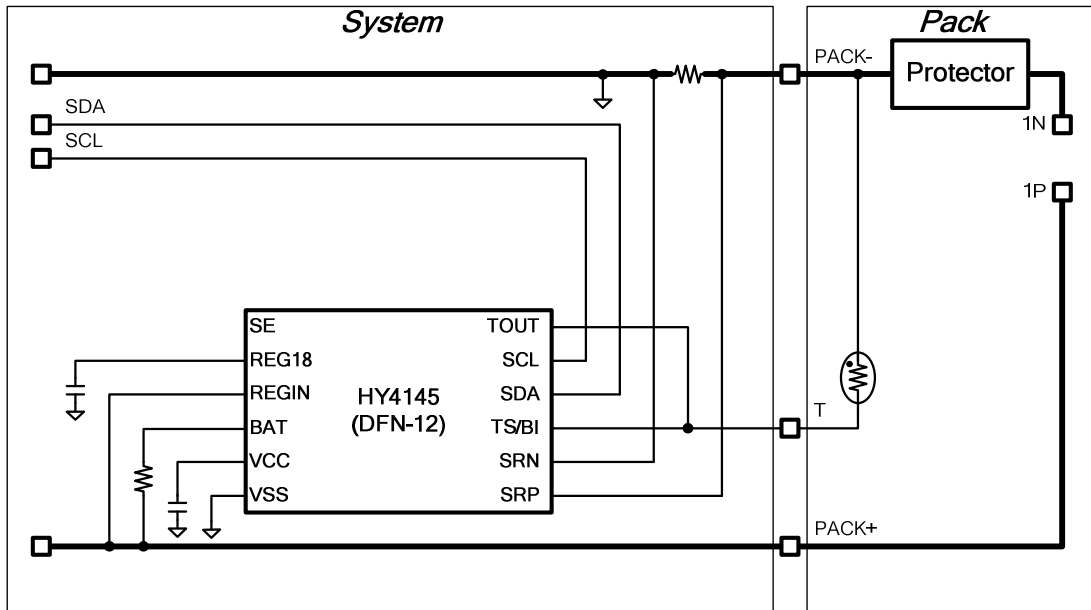 System
Pack
PACK-
Protector
SDA
SCL
1N
1P
SE
TOUT
REG18
SCL
REGIN
SDA
HY4145
(DFN-12)
BAT
TS/BI
VCC
SRN
VSS
SRP
T
PACK+